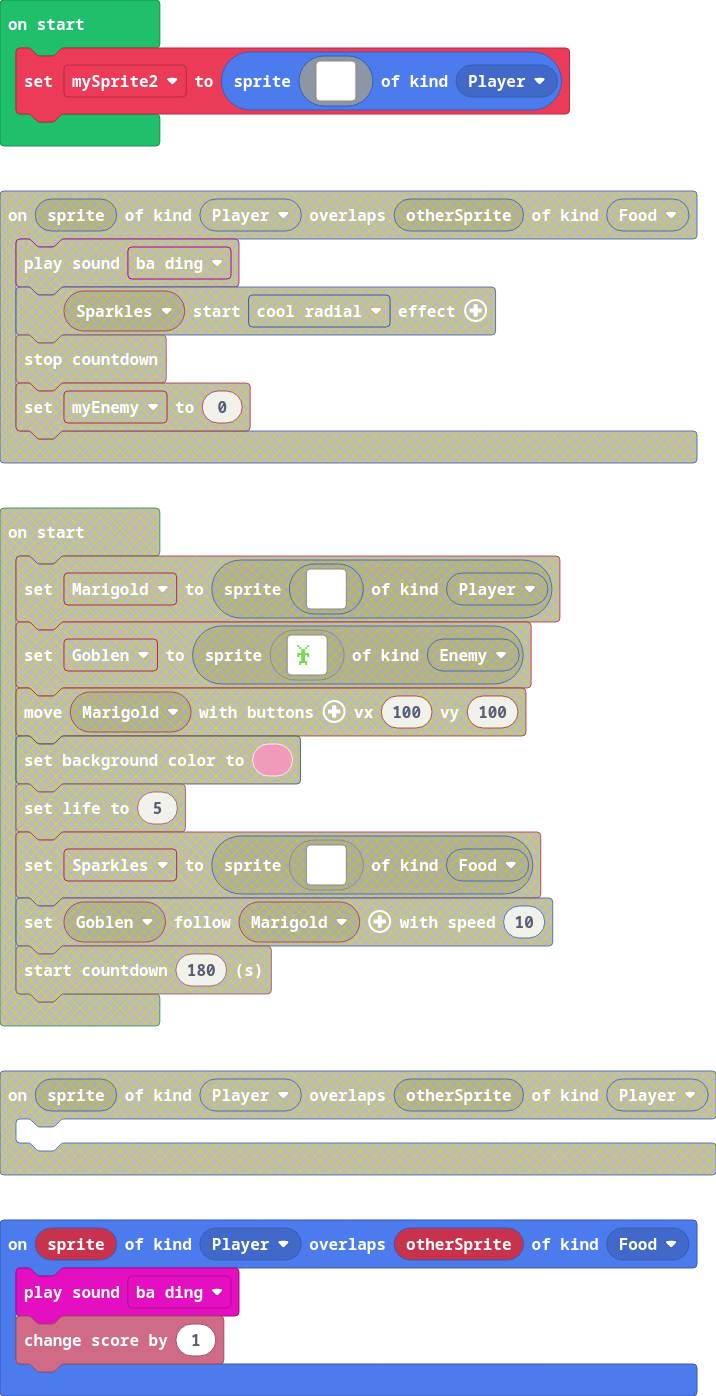 on start
set mySprite2 to sprite of kind Player
on sprite of kind Player overlaps otherSprite of kind Food
play sound ba ding
Sparkles start cool radial effect
stop countdown
set myEnemy to 0
on start
set Marigold to sprite of kind Player
set Goblen to sprite of kind Enemy
move Marigold with buttons vx 100 vy 100
set background color to
set life to 5
set Sparkles to sprite of kind Food
set Goblen follow Marigold with speed 10
start countdown 180 (s)
on sprite of kind Player overlaps otherSprite of kind Player
on sprite of kind Player overlaps otherSprite of kind Food
play sound ba ding
change score by 1